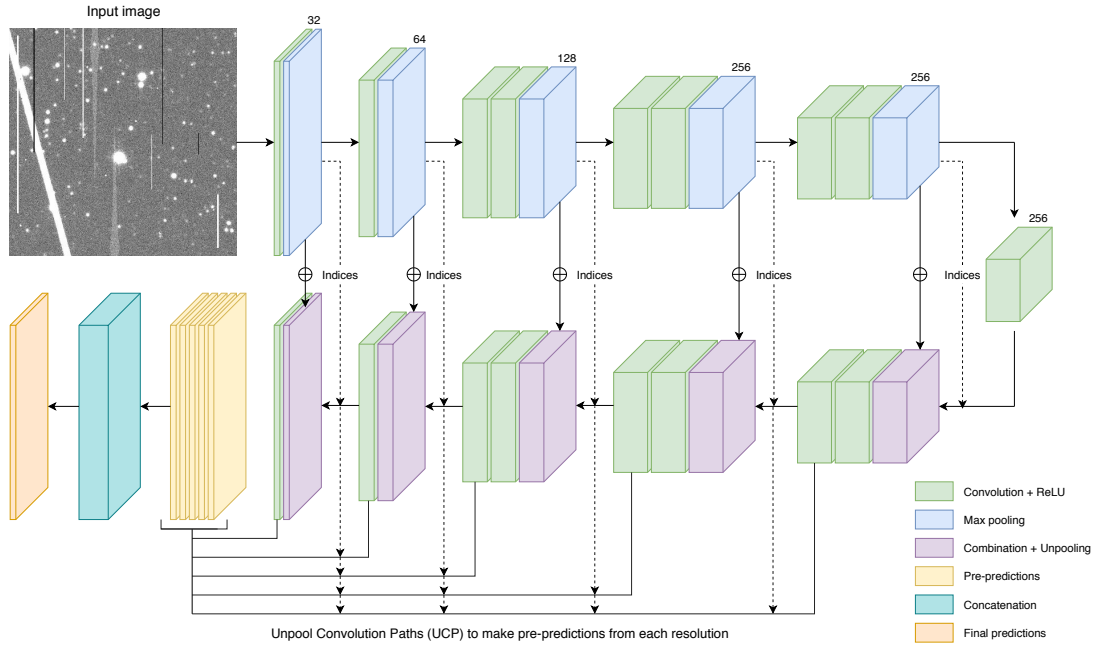 Input image
32
64
128
256
256
256
Indices
Indices
Indices
Indices
Indices
Convolution + ReLU
Max pooling
Combination + Unpooling
Pre-predictions
Concatenation
Final predictions
Unpool Convolution Paths (UCP) to make pre-predictions from each resolution